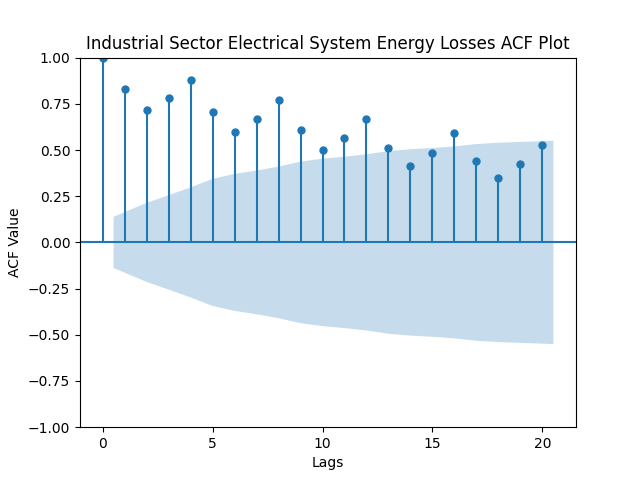 Industrial Sector Electrical System Energy Losses ACF Plot
1.00
0.75
0.50
0.25
0.00
−0.25
−0.50
−0.75
−1.00
ACF Value
0 5 10 15 20
Lags